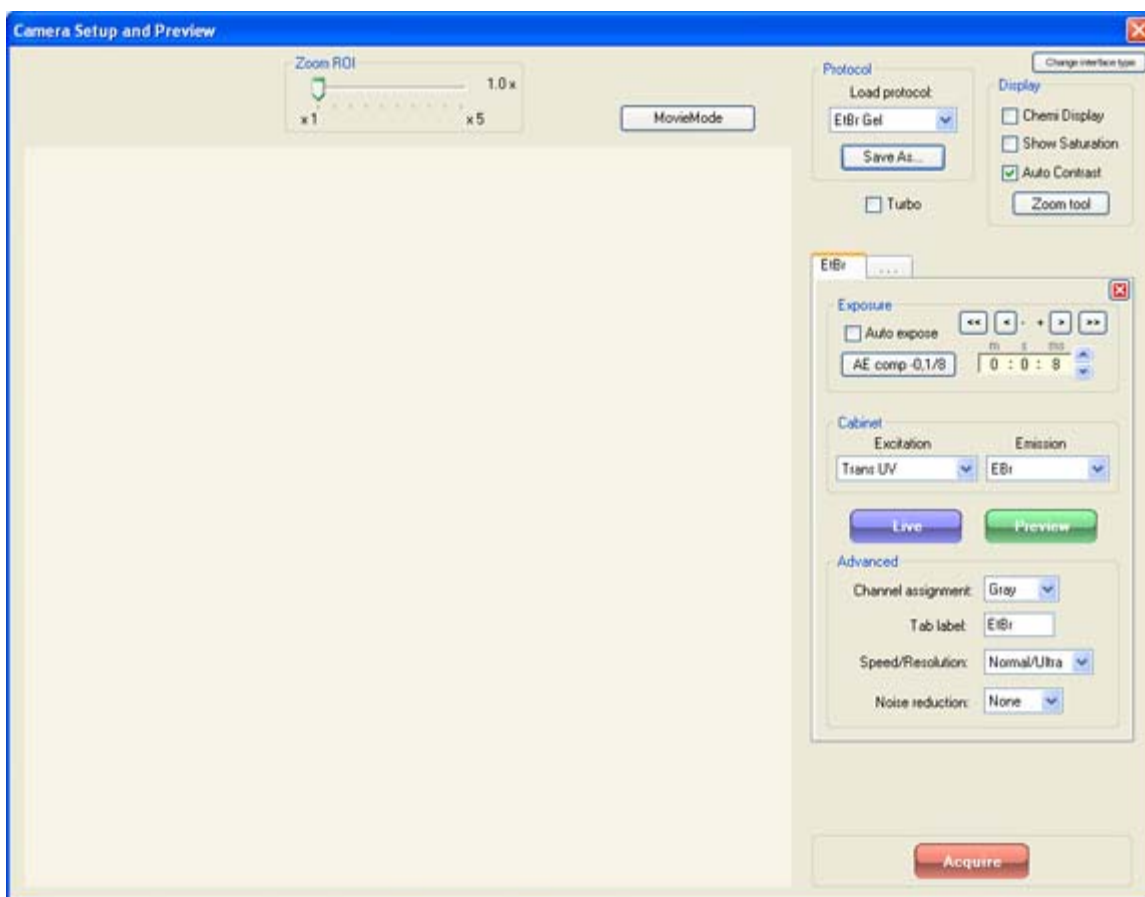 Camera Setup and Preview
Zoom ROI
1.0 x
x 1
x 5
MovieMode
Change interface type
Protocol
Load protocol:
EtBr Gel
Save As...
Turbo
Display
Chemi Display
Show Saturation
Auto Contrast
Zoom tool
EtBr
...
Exposure
<< < - + > >>
Auto expose
m s ms
AE comp -0,1/8
0 : 0 : 8
Cabinet
Excitation
Emission
Trans UV
EBr
Live
Preview
Advanced
Channel assignment:
Gray
Tab label:
EtBr
Speed/Resolution:
Normal/Ultra
Noise reduction:
None
Acquire